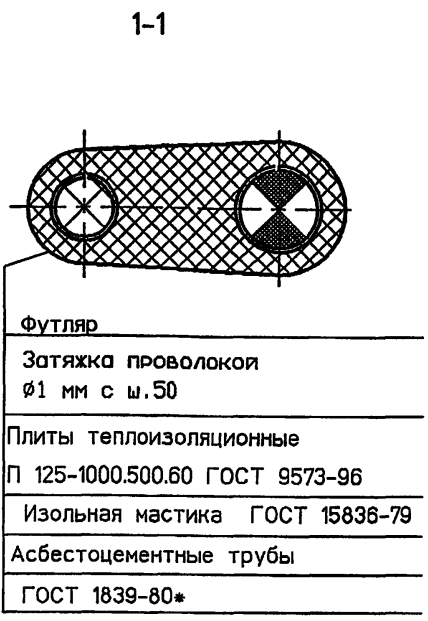 1-1
Футляр
Затяжка проволокой
Ø1 мм с ш.50
Плиты теплоизоляционные
П 125-1000.500.60 ГОСТ 9573-96
Изольная мастика ГОСТ 15836-79
Асбестоцементные трубы
ГОСТ 1839-80*